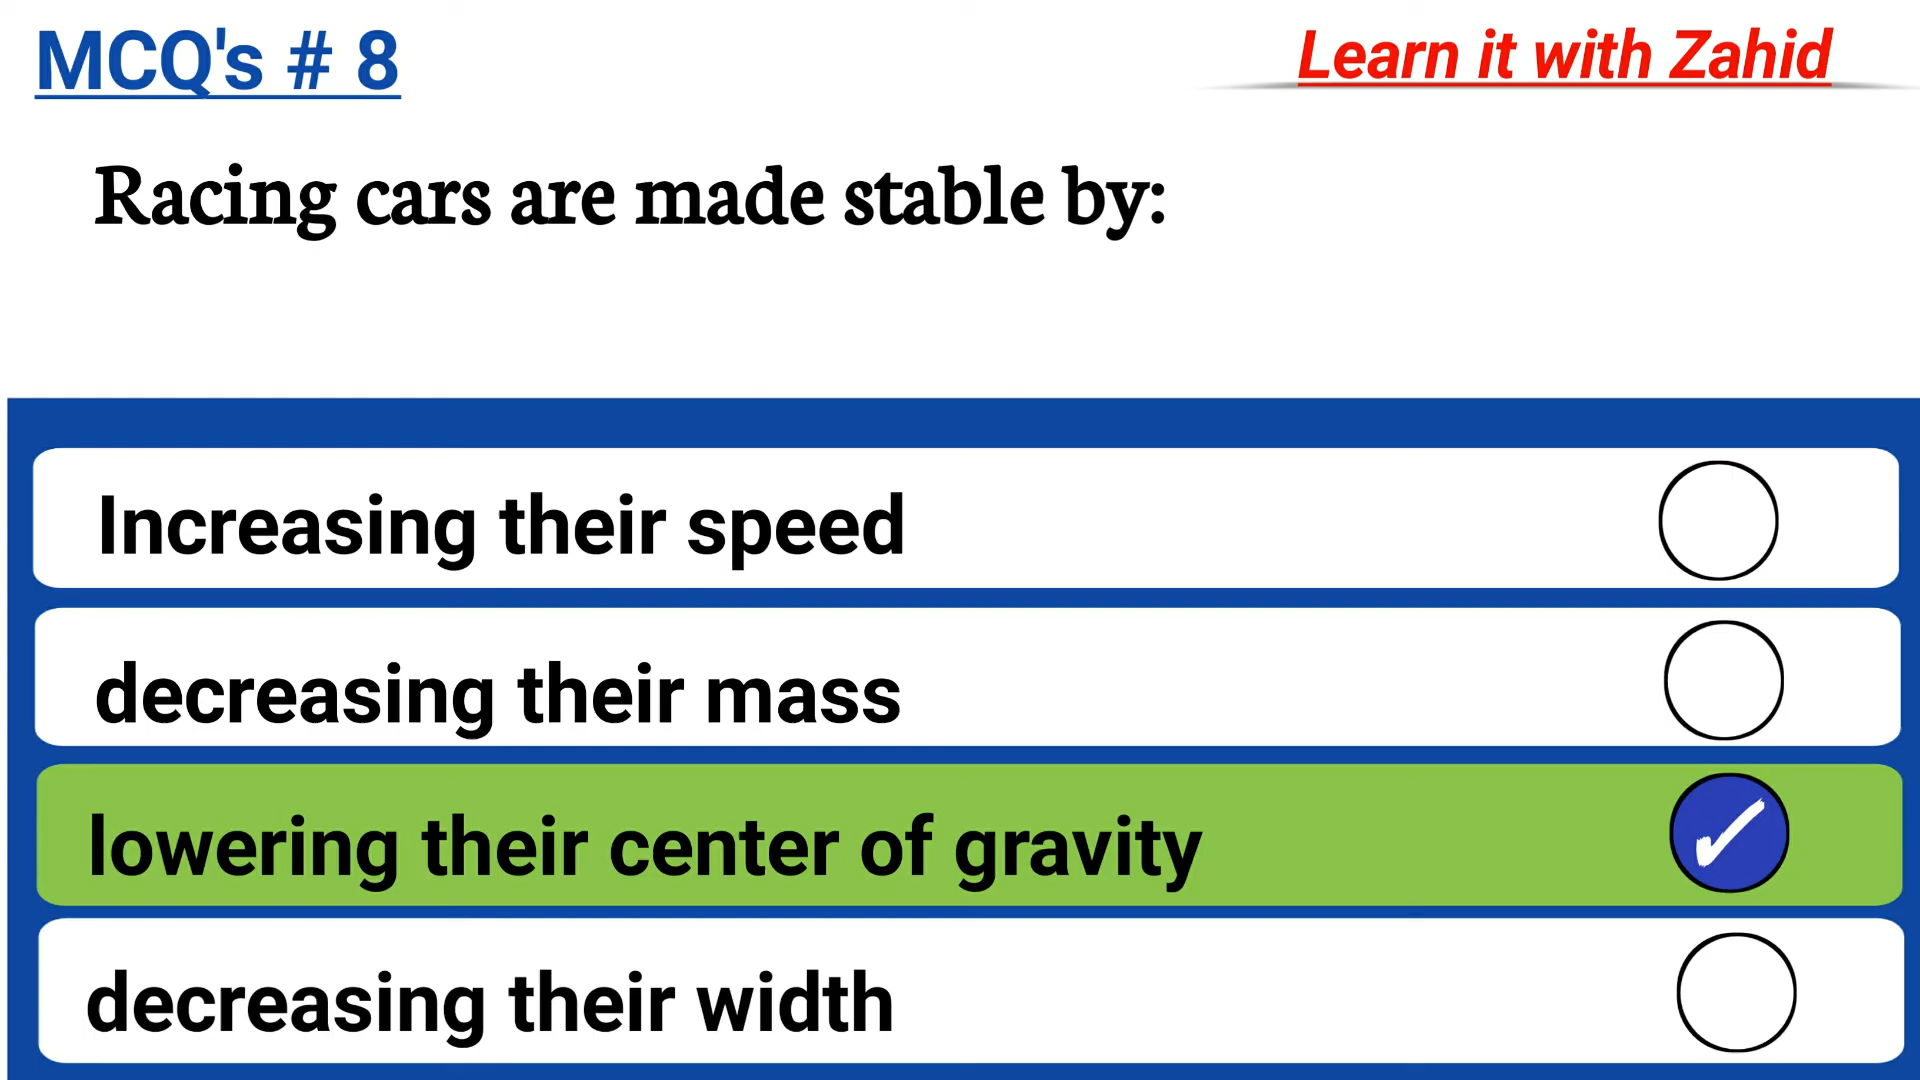 MCQ's # 8
Learn it with Zahid
Racing cars are made stable by:
Increasing their speed
decreasing their mass
lowering their center of gravity
decreasing their width